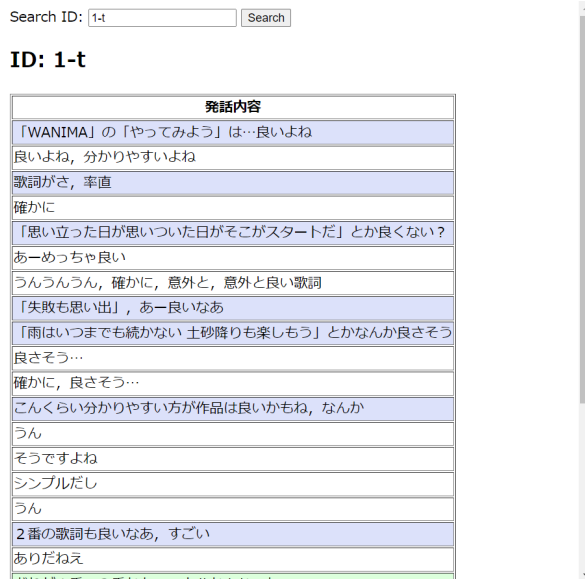 Search ID: 1-t Search
ID: 1-t
発話内容
「WANIMA」の「やってみよう」は…良いよね
良いよね，分かりやすいよね
歌詞がさ，率直
確かに
「思い立った日が思いついた日がそこがスタートだ」とか良くない？
あーめっちゃ良い
うんうんうん，確かに，意外と，意外と良い歌詞
「失敗も思い出」，あー良いなあ
「雨はいつまでも続かない 土砂降りも楽しもう」とかなんか良さそう
良さそう…
確かに，良さそう…
こんくらい分かりやすい方が作品は良いかもね，なんか
うん
そうですよね
シンプルだし
うん
２番の歌詞も良いなあ，すごい
ありだねえ